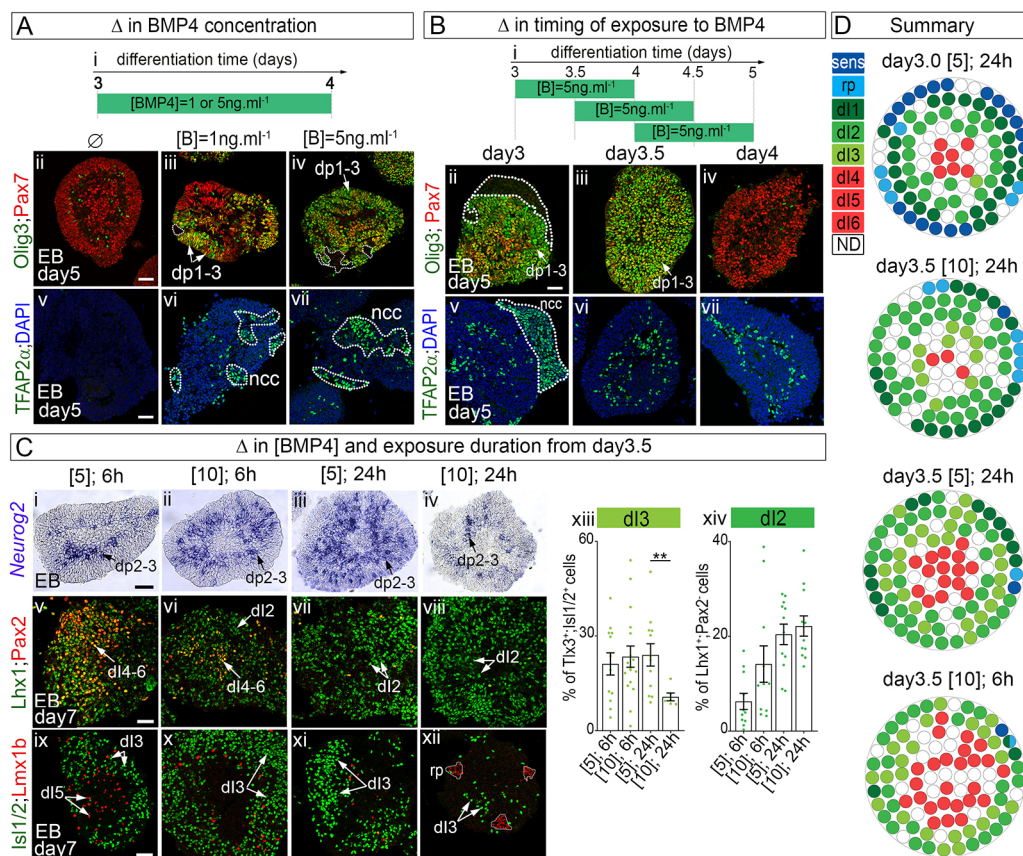 A
Δ in BMP4 concentration
i
differentiation time (days)
3
4
[BMP4]=1 or 5ng.ml-1
∅
[B]=1ng.ml-1
[B]=5ng.ml-1
Olig3;Pax7
ii
EB
day5
iii
dp1-3
iv
dp1-3
TFAP2α;DAPI
v
EB
day5
vi
ncc
vii
ncc
B
Δ in timing of exposure to BMP4
i
differentiation time (days)
3
3.5
4
4.5
5
[B]=5ng.ml-1
[B]=5ng.ml-1
[B]=5ng.ml-1
day3
day3.5
day4
Olig3; Pax7
ii
EB
day5
dp1-3
iii
dp1-3
iv
TFAP2α;DAPI
v
ncc
EB
day5
vi
vii
C
Δ in [BMP4] and exposure duration from day3.5
[5]; 6h
[10]; 6h
[5]; 24h
[10]; 24h
Neurog2
i
EB
dp2-3
ii
dp2-3
iii
dp2-3
iv
dp2-3
Lhx1;Pax2
v
dI4-6
EB
day7
vi
dI2
dI4-6
vii
dI2
viii
dI2
Isl1/2;Lmx1b
ix
dI3
dI5
EB
day7
x
dI3
xi
dI3
xii
rp
dI3
xiii
dI3
% of Tlx3+;Isl1/2+ cells
60
30
0
**
[5]; 6h
[10]; 6h
[5]; 24h
[10]; 24h
xiv
dI2
% of Lhx1+;Pax2- cells
40
20
0
[5]; 6h
[10]; 6h
[5]; 24h
[10]; 24h
D
Summary
sens
rp
dI1
dI2
dI3
dI4
dI5
dI6
ND
day3.0 [5]; 24h
day3.5 [10]; 24h
day3.5 [5]; 24h
day3.5 [10]; 6h